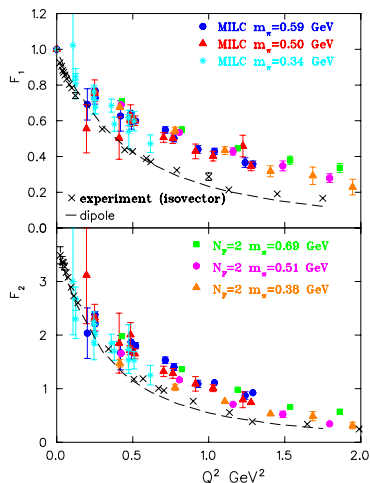 1.2
1.0
0.8
0.6
0.4
0.2
0.0
F1
MILC mπ=0.59 GeV
MILC mπ=0.50 GeV
MILC mπ=0.34 GeV
experiment (isovector)
dipole
3
2
1
0
F2
NF=2 mπ=0.69 GeV
NF=2 mπ=0.51 GeV
NF=2 mπ=0.38 GeV
0.0 0.5 1.0 1.5 2.0
Q² GeV²